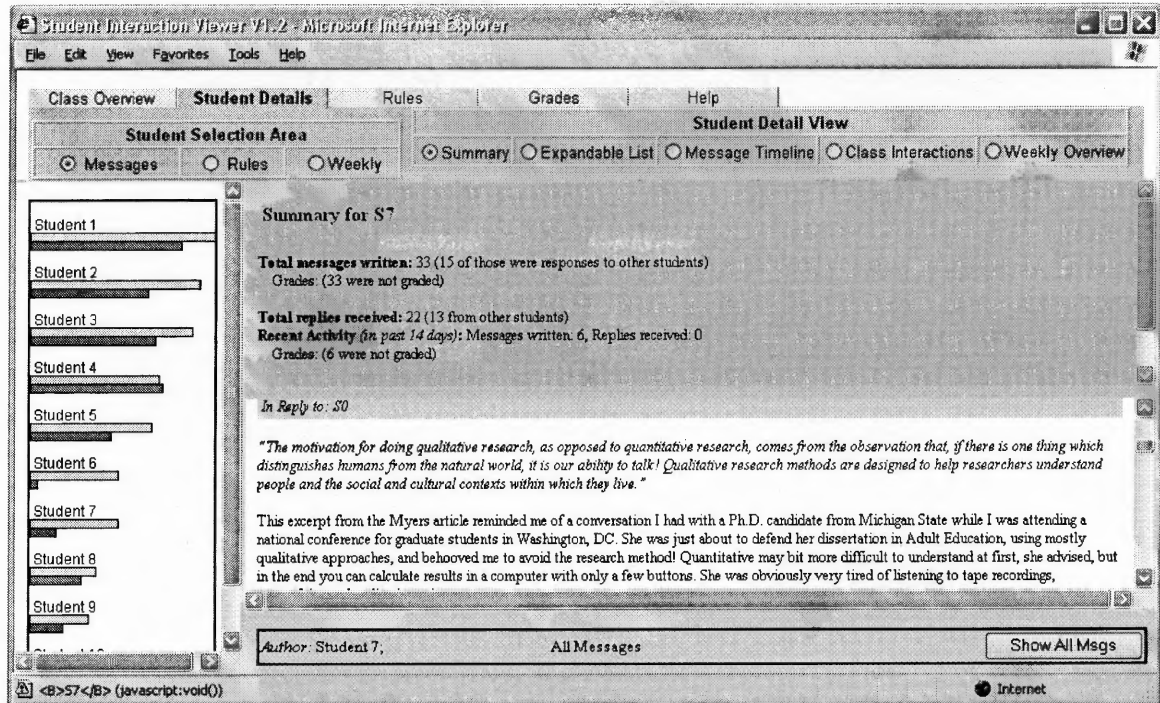 Student Interaction Viewer V1.2 - Microsoft Internet Explorer
File Edit View Favorites Tools Help
Class Overview Student Details Rules Grades Help
Student Selection Area
Messages Rules Weekly
Student Detail View
Summary Expandable List Message Timeline Class Interactions Weekly Overview
Student 1
Student 2
Student 3
Student 4
Student 5
Student 6
Student 7
Student 8
Student 9
Summary for S7
Total messages written: 33 (15 of those were responses to other students)
Grades: (33 were not graded)
Total replies received: 22 (13 from other students)
Recent Activity (in past 14 days): Messages written: 6, Replies received: 0
Grades: (6 were not graded)
In Reply to: S0
"The motivation for doing qualitative research, as opposed to quantitative research, comes from the observation that, if there is one thing which
distinguishes humans from the natural world, it is our ability to talk! Qualitative research methods are designed to help researchers understand
people and the social and cultural contexts within which they live."
This excerpt from the Myers article reminded me of a conversation I had with a Ph.D. candidate from Michigan State while I was attending a
national conference for graduate students in Washington, DC. She was just about to defend her dissertation in Adult Education, using mostly
qualitative approaches, and behooved me to avoid the research method! Quantitative may bit more difficult to understand at first, she advised, but
in the end you can calculate results in a computer with only a few buttons. She was obviously very tired of listening to tape recordings,
Author: Student 7; All Messages Show All Msgs
<B>S7</B> (javascript:void()) Internet